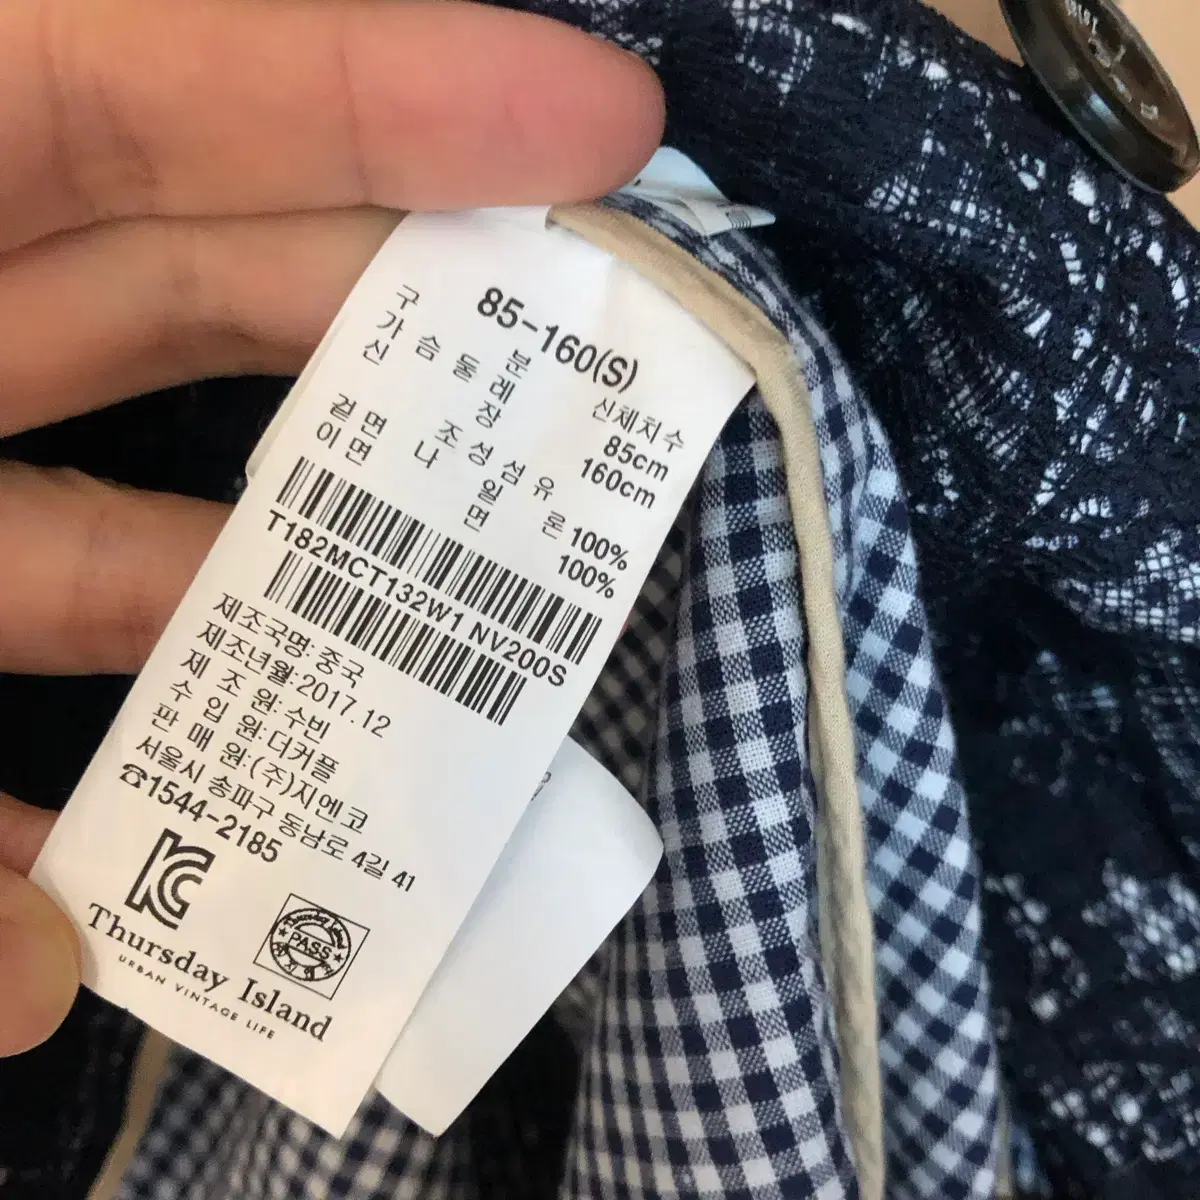 85-160(S)
구 분 신체치수
가 슴 둘 레 85cm
신 장 160cm
조 성 섬 유
겉 면 나 일 론 100%
이 면 면 100%
T182MCT132W1 NV200S
제조국명: 중국
제조년월: 2017.12
제 조 원: 수빈
수 입 원: 더커플
판 매 원: (주)지엔코
서울시 송파구 동남로 4길 41
☎1544-2185
KC
PASS
Thursday Island
URBAN VINTAGE LIFE